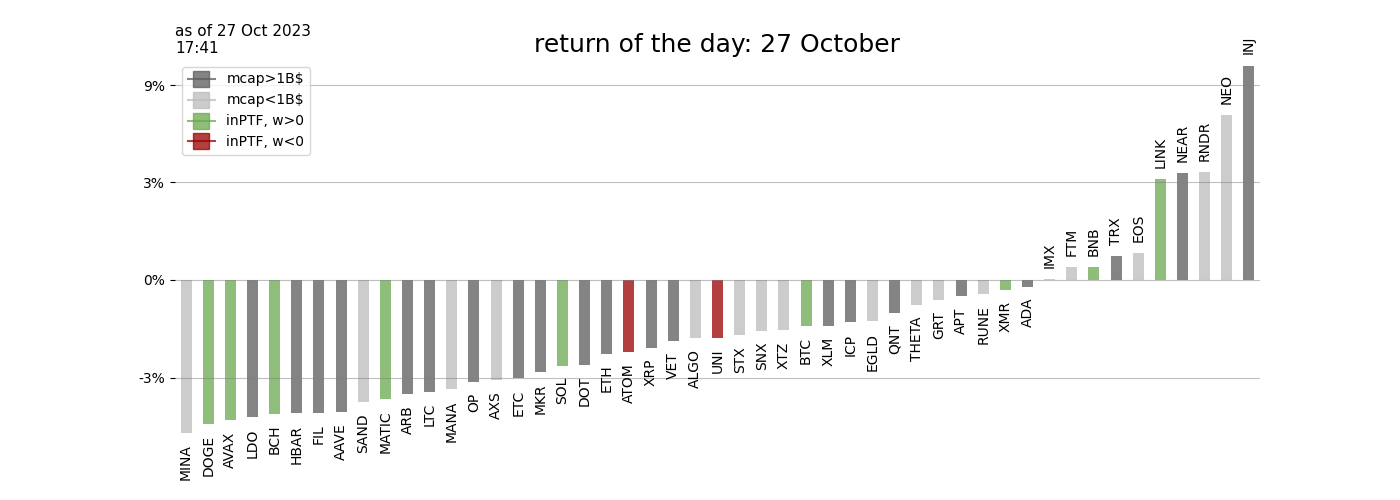 as of 27 Oct 2023
17:41
return of the day: 27 October
mcap>1B$
mcap<1B$
inPTF, w>0
inPTF, w<0
9%
3%
0%
-3%
MINA
DOGE
AVAX
LDO
BCH
HBAR
FIL
AAVE
SAND
MATIC
ARB
LTC
MANA
OP
AXS
ETC
MKR
SOL
DOT
ETH
ATOM
XRP
VET
ALGO
UNI
STX
SNX
XTZ
BTC
XLM
ICP
EGLD
QNT
THETA
GRT
APT
RUNE
XMR
ADA
IMX
FTM
BNB
TRX
EOS
LINK
NEAR
RNDR
NEO
INJ